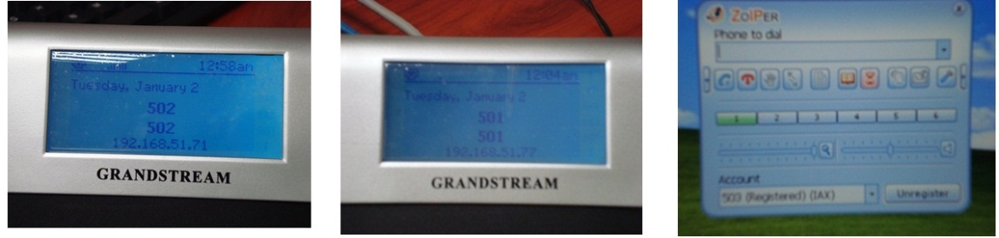 12:58am
Tuesday, January 2
502
502
192.168.51.71
GRANDSTREAM
12:04am
Tuesday, January 2
501
501
192.168.51.77
GRANDSTREAM
ZoIPER
Phone to dial
1 2 3 4 5 6
Account
503 (Registered) (IAX) Unregister